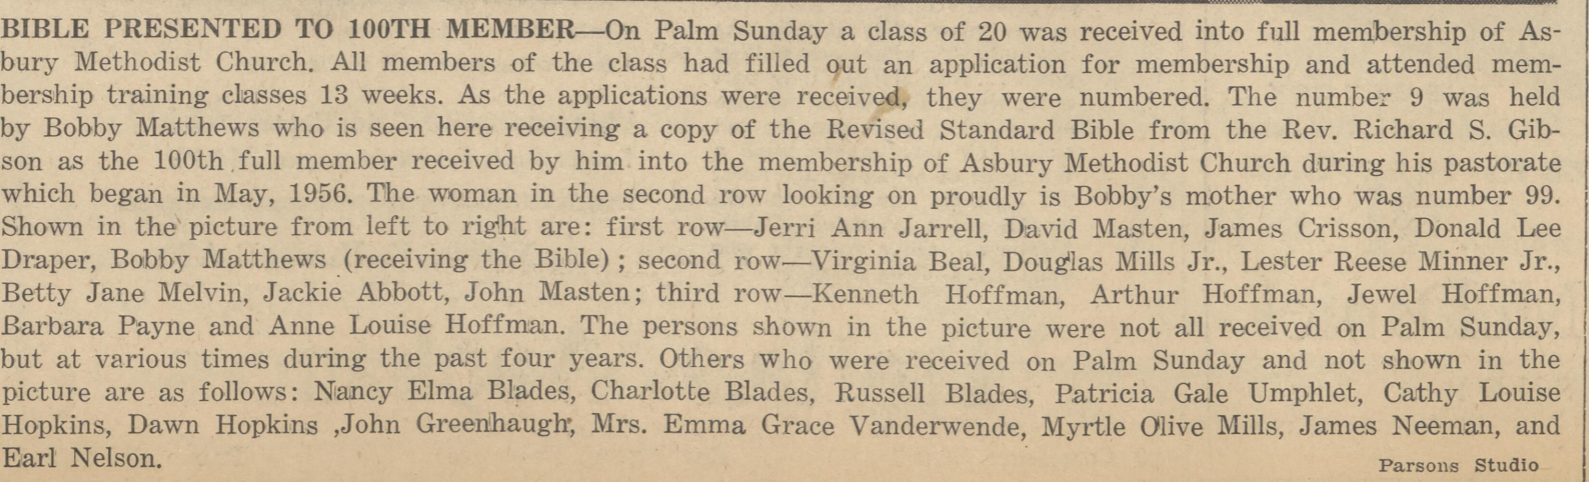 BIBLE PRESENTED TO 100TH MEMBER—On Palm Sunday a class of 20 was received into full membership of As-
bury Methodist Church. All members of the class had filled out an application for membership and attended mem-
bership training classes 13 weeks. As the applications were received, they were numbered. The number 9 was held
by Bobby Matthews who is seen here receiving a copy of the Revised Standard Bible from the Rev. Richard S. Gib-
son as the 100th full member received by him into the membership of Asbury Methodist Church during his pastorate
which began in May, 1956. The woman in the second row looking on proudly is Bobby's mother who was number 99.
Shown in the picture from left to right are: first row—Jerri Ann Jarrell, David Masten, James Crisson, Donald Lee
Draper, Bobby Matthews (receiving the Bible) ; second row—Virginia Beal, Douglas Mills Jr., Lester Reese Minner Jr.,
Betty Jane Melvin, Jackie Abbott, John Masten; third row—Kenneth Hoffman, Arthur Hoffman, Jewel Hoffman,
Barbara Payne and Anne Louise Hoffman. The persons shown in the picture were not all received on Palm Sunday,
but at various times during the past four years. Others who were received on Palm Sunday and not shown in the
picture are as follows: Nancy Elma Blades, Charlotte Blades, Russell Blades, Patricia Gale Umphlet, Cathy Louise
Hopkins, Dawn Hopkins ,John Greenhaugh, Mrs. Emma Grace Vanderwende, Myrtle Olive Mills, James Neeman, and
Earl Nelson.
Parsons Studio